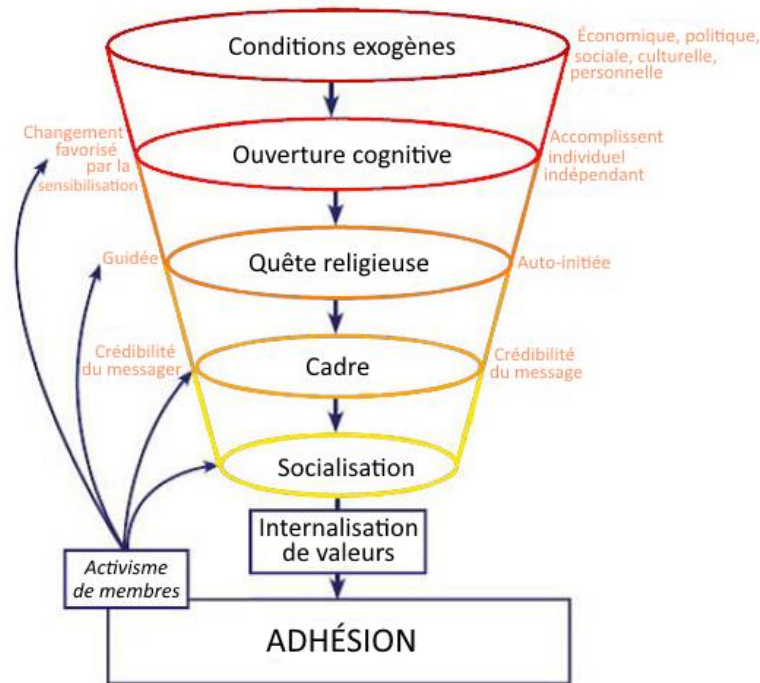 Conditions exogènes
Économique, politique,
sociale, culturelle,
personnelle
Changement
favorisé
par la
sensibilisation
Ouverture cognitive
Accomplissent
individuel
indépendant
Guidée
Quête religieuse
Auto-initiée
Crédibilité
du messager
Cadre
Crédibilité
du message
Socialisation
Internalisation
de valeurs
Activisme
de membres
ADHÉSION